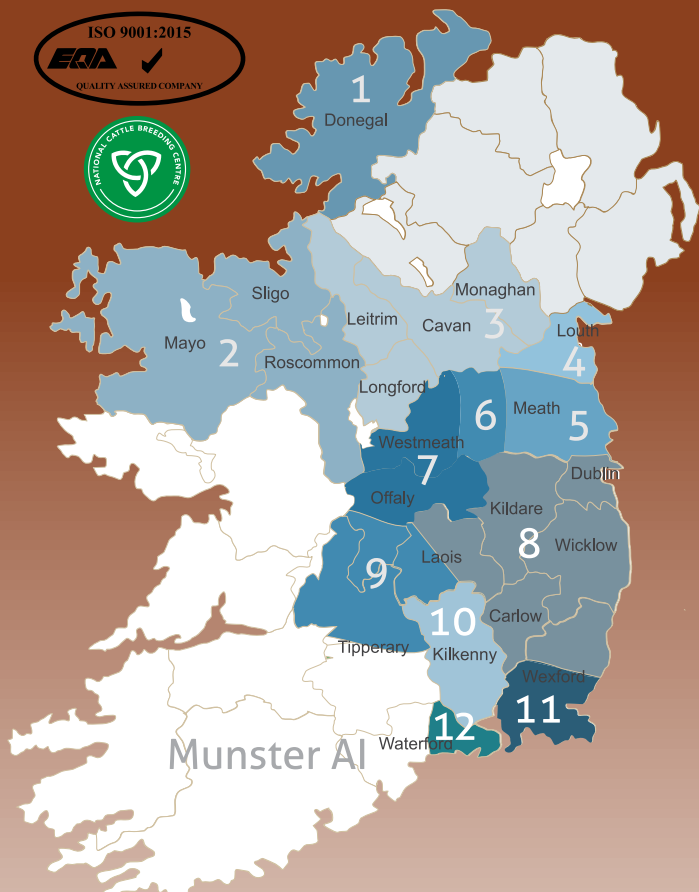 ISO 9001:2015
EQA
QUALITY ASSURED COMPANY
NATIONAL CATTLE BREEDING CENTRE
1
Donegal
Monaghan
Sligo
Leitrim
Cavan
3
Louth
Mayo
2
Roscommon
4
Longford
6
Meath
5
Westmeath
7
Dublin
Offaly
Kildare
8
Wicklow
Laois
9
10
Carlow
Tipperary
Kilkenny
Wexford
11
12
Waterford
Munster AI